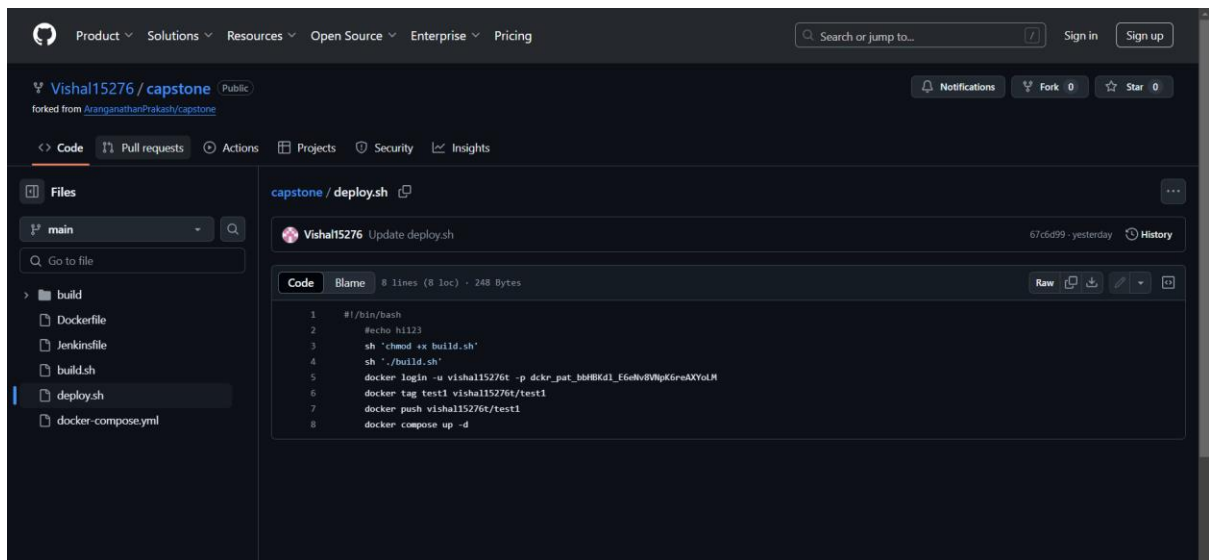 Product Solutions Resources Open Source Enterprise Pricing Search or jump to... / Sign in Sign up
Vishal15276 / capstone Public Notifications Fork 0 Star 0
forked from AranganathanPrakash/capstone
Code Pull requests Actions Projects Security Insights
Files
main
Go to file
build
Dockerfile
Jenkinsfile
build.sh
deploy.sh
docker-compose.yml
capstone / deploy.sh
Vishal15276 Update deploy.sh 67c6d99 · yesterday History
Code Blame 8 lines (8 loc) · 248 Bytes Raw
1 #!/bin/bash
2 #echo hi123
3 sh 'chmod +x build.sh'
4 sh './build.sh'
5 docker login -u vishal15276t -p dckr_pat_bbHBKdl_E6eNv8VNpK6reAXYoLM
6 docker tag test1 vishal15276t/test1
7 docker push vishal15276t/test1
8 docker compose up -d